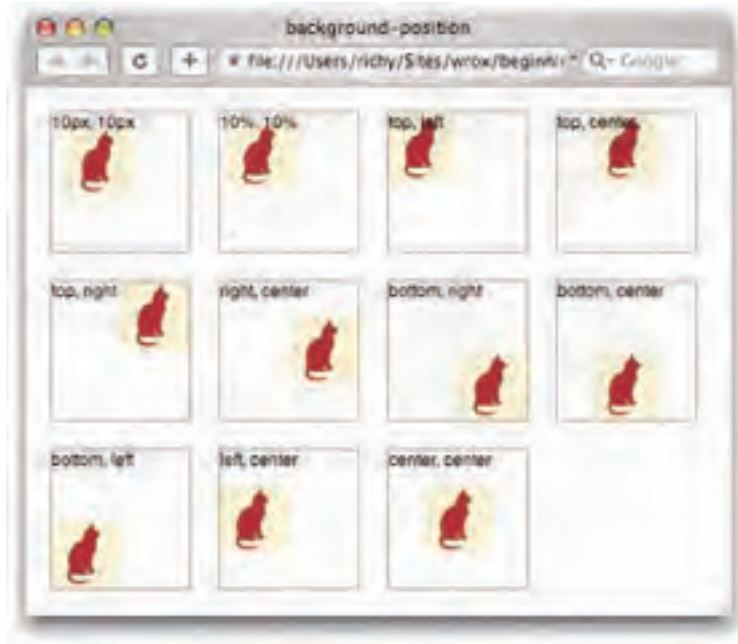 background-position
file:///Users/richy/Sites/wrox/beginni
Google
10px, 10px
10%, 10%
top, left
top, center
top, right
right, center
bottom, right
bottom, center
bottom, left
left, center
center, center